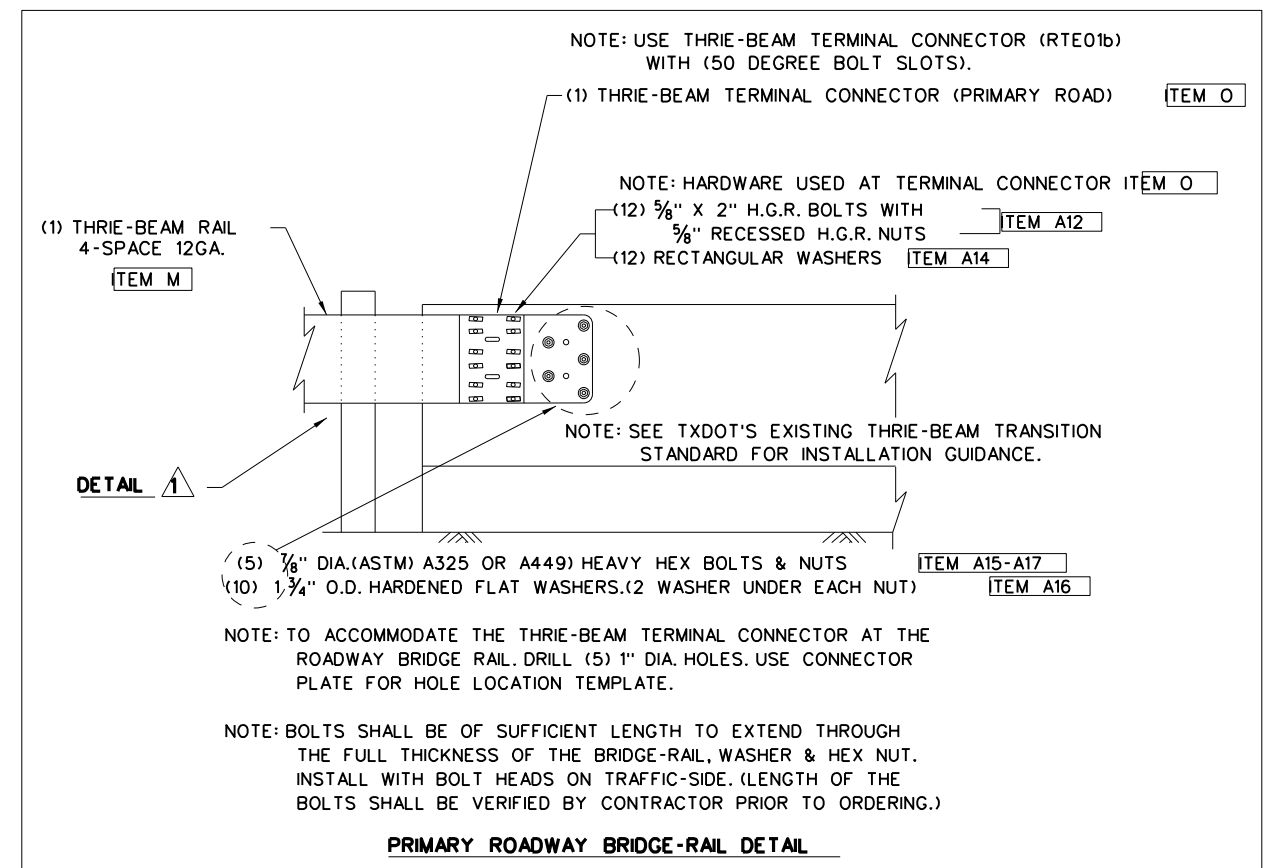 NOTE: USE THRIE-BEAM TERMINAL CONNECTOR (RTE01b)
WITH (50 DEGREE BOLT SLOTS).
(1) THRIE-BEAM TERMINAL CONNECTOR (PRIMARY ROAD) ITEM O
NOTE: HARDWARE USED AT TERMINAL CONNECTOR ITEM O
(12) 5/8" X 2" H.G.R. BOLTS WITH
5/8" RECESSED H.G.R. NUTS
ITEM A12
(12) RECTANGULAR WASHERS ITEM A14
(1) THRIE-BEAM RAIL
4-SPACE 12GA.
ITEM M
NOTE: SEE TXDOT'S EXISTING THRIE-BEAM TRANSITION
STANDARD FOR INSTALLATION GUIDANCE.
DETAIL 1
(5) 7/8" DIA.(ASTM) A325 OR A449) HEAVY HEX BOLTS & NUTS ITEM A15-A17
(10) 1 3/4" O.D. HARDENED FLAT WASHERS.(2 WASHER UNDER EACH NUT) ITEM A16
NOTE: TO ACCOMMODATE THE THRIE-BEAM TERMINAL CONNECTOR AT THE
ROADWAY BRIDGE RAIL. DRILL (5) 1" DIA. HOLES. USE CONNECTOR
PLATE FOR HOLE LOCATION TEMPLATE.
NOTE: BOLTS SHALL BE OF SUFFICIENT LENGTH TO EXTEND THROUGH
THE FULL THICKNESS OF THE BRIDGE-RAIL, WASHER & HEX NUT.
INSTALL WITH BOLT HEADS ON TRAFFIC-SIDE. (LENGTH OF THE
BOLTS SHALL BE VERIFIED BY CONTRACTOR PRIOR TO ORDERING.)
PRIMARY ROADWAY BRIDGE-RAIL DETAIL